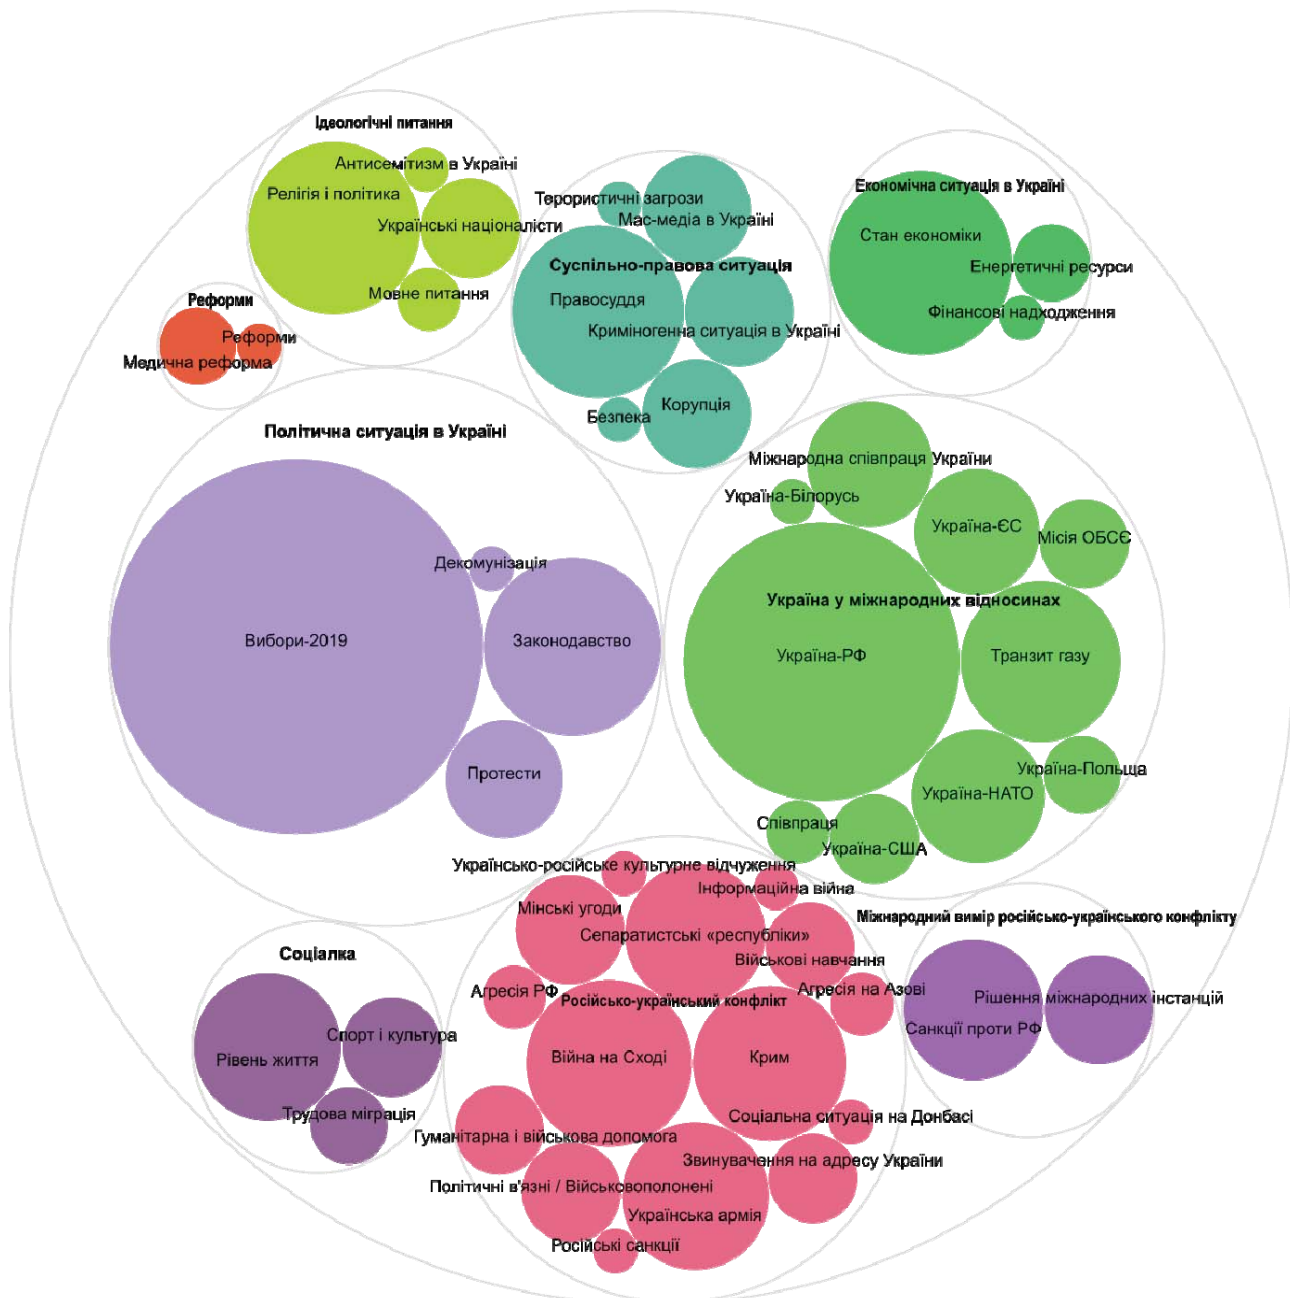 Ідеологічні питання
Антисемітизм в Україні
Релігія і політика
Українські націоналісти
Мовне питання
Реформи
Реформи
Медична реформа
Терористичні загрози
Мас-медіа в Україні
Суспільно-правова ситуація
Правосуддя
Криміногенна ситуація в Україні
Корупція
Безпека
Економічна ситуація в Україні
Стан економіки
Енергетичні ресурси
Фінансові надходження
Політична ситуація в Україні
Декомунізація
Вибори-2019
Законодавство
Протести
Міжнародна співпраця України
Україна-Білорусь
Україна-ЄС
Місія ОБСЄ
Україна у міжнародних відносинах
Україна-РФ
Транзит газу
Україна-Польща
Україна-НАТО
Співпраця
Україна-США
Українсько-російське культурне відчуження
Інформаційна війна
Мінські угоди
Сепаратистські «республіки»
Військові навчання
Агресія РФ
Агресія на Азові
Російсько-український конфлікт
Війна на Сході
Крим
Соціальна ситуація на Донбасі
Гуманітарна і військова допомога
Звинувачення на адресу України
Політичні в'язні / Військовополонені
Українська армія
Російські санкції
Міжнародний вимір російсько-українського конфлікту
Рішення міжнародних інстанцій
Санкції проти РФ
Соціалка
Спорт і культура
Рівень життя
Трудова міграція